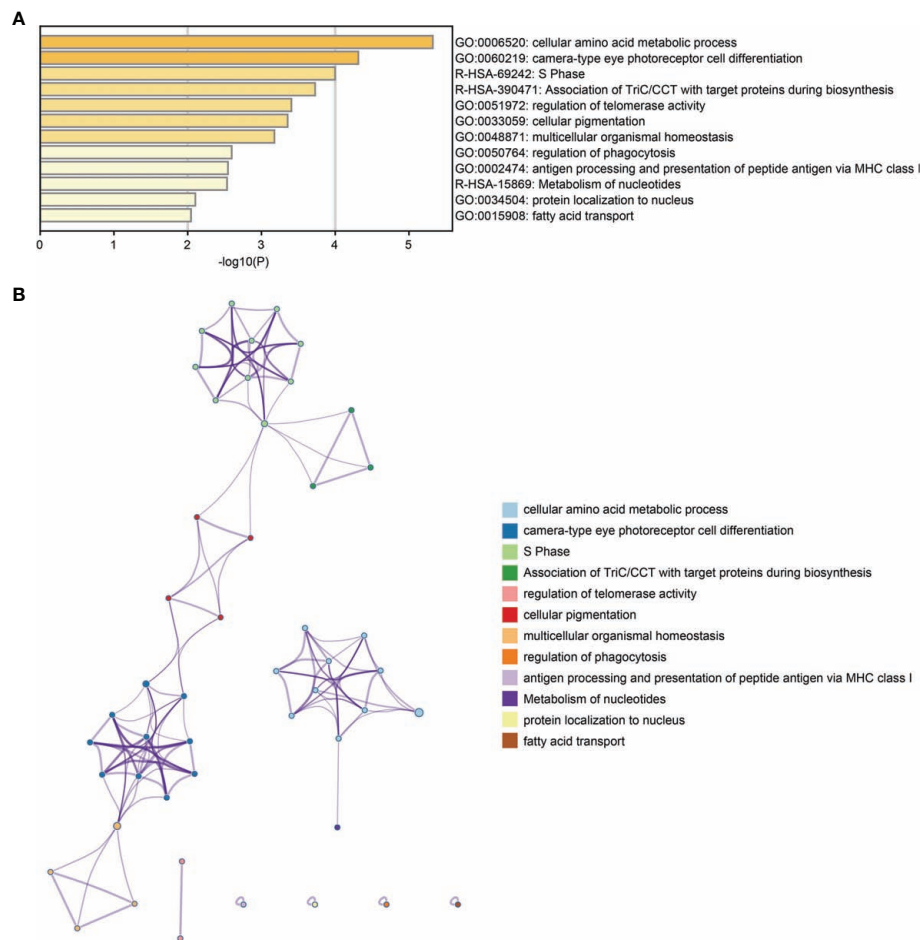 A
GO:0006520: cellular amino acid metabolic process
GO:0060219: camera-type eye photoreceptor cell differentiation
R-HSA-69242: S Phase
R-HSA-390471: Association of TriC/CCT with target proteins during biosynthesis
GO:0051972: regulation of telomerase activity
GO:0033059: cellular pigmentation
GO:0048871: multicellular organismal homeostasis
GO:0050764: regulation of phagocytosis
GO:0002474: antigen processing and presentation of peptide antigen via MHC class I
R-HSA-15869: Metabolism of nucleotides
GO:0034504: protein localization to nucleus
GO:0015908: fatty acid transport
0 1 2 3 4 5
-log10(P)
B
cellular amino acid metabolic process
camera-type eye photoreceptor cell differentiation
S Phase
Association of TriC/CCT with target proteins during biosynthesis
regulation of telomerase activity
cellular pigmentation
multicellular organismal homeostasis
regulation of phagocytosis
antigen processing and presentation of peptide antigen via MHC class I
Metabolism of nucleotides
protein localization to nucleus
fatty acid transport